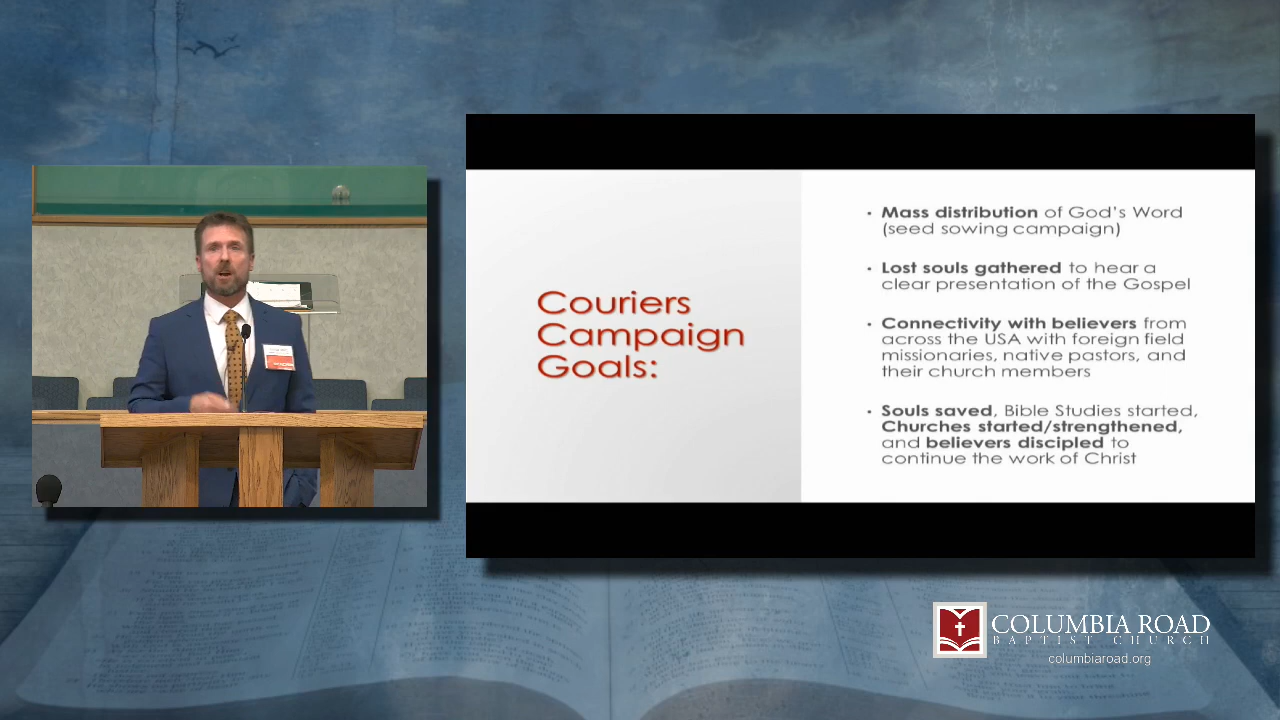 Couriers
Campaign
Goals:
• Mass distribution of God's Word
(seed sowing campaign)
• Lost souls gathered to hear a
clear presentation of the Gospel
• Connectivity with believers from
across the USA with foreign field
missionaries, native pastors, and
their church members
• Souls saved, Bible Studies started,
Churches started/strengthened,
and believers discipled to
continue the work of Christ
COLUMBIA ROAD
BAPTIST CHURCH
columbiaroad.org